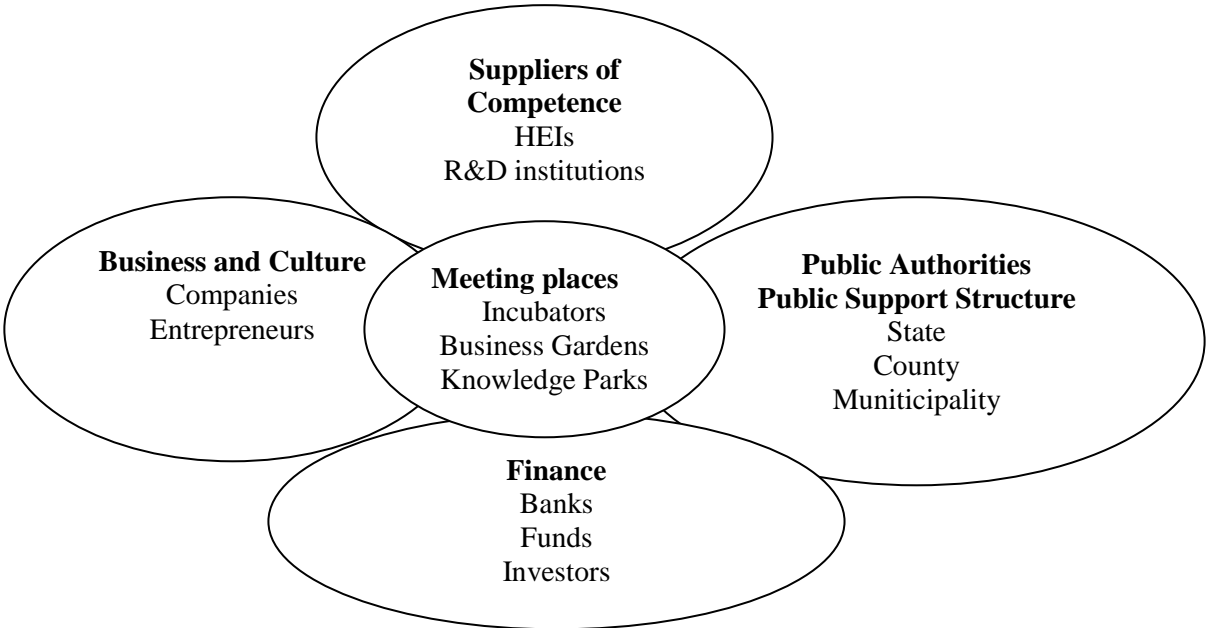 Suppliers of
Competence
HEIs
R&D institutions
Business and Culture
Companies
Entrepreneurs
Meeting places
Incubators
Business Gardens
Knowledge Parks
Public Authorities
Public Support Structure
State
County
Muniticipality
Finance
Banks
Funds
Investors